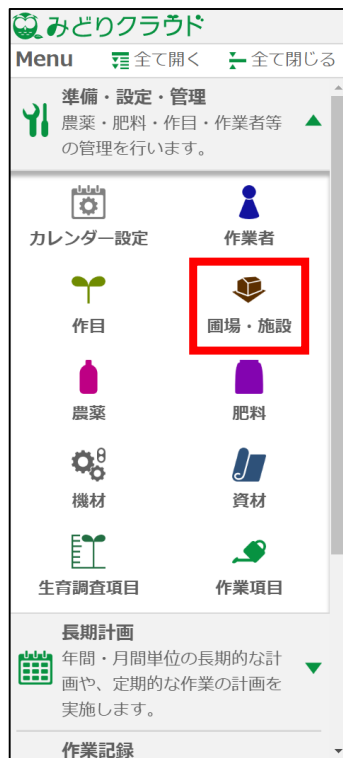 みどりクラウド
Menu 全て開く 全て閉じる
準備・設定・管理
農薬・肥料・作目・作業者等
の管理を行います。
カレンダー設定 作業者
作目 圃場・施設
農薬 肥料
機材 資材
生育調査項目 作業項目
長期計画
年間・月間単位の長期的な計
画や、定期的な作業の計画を
実施します。
作業記録